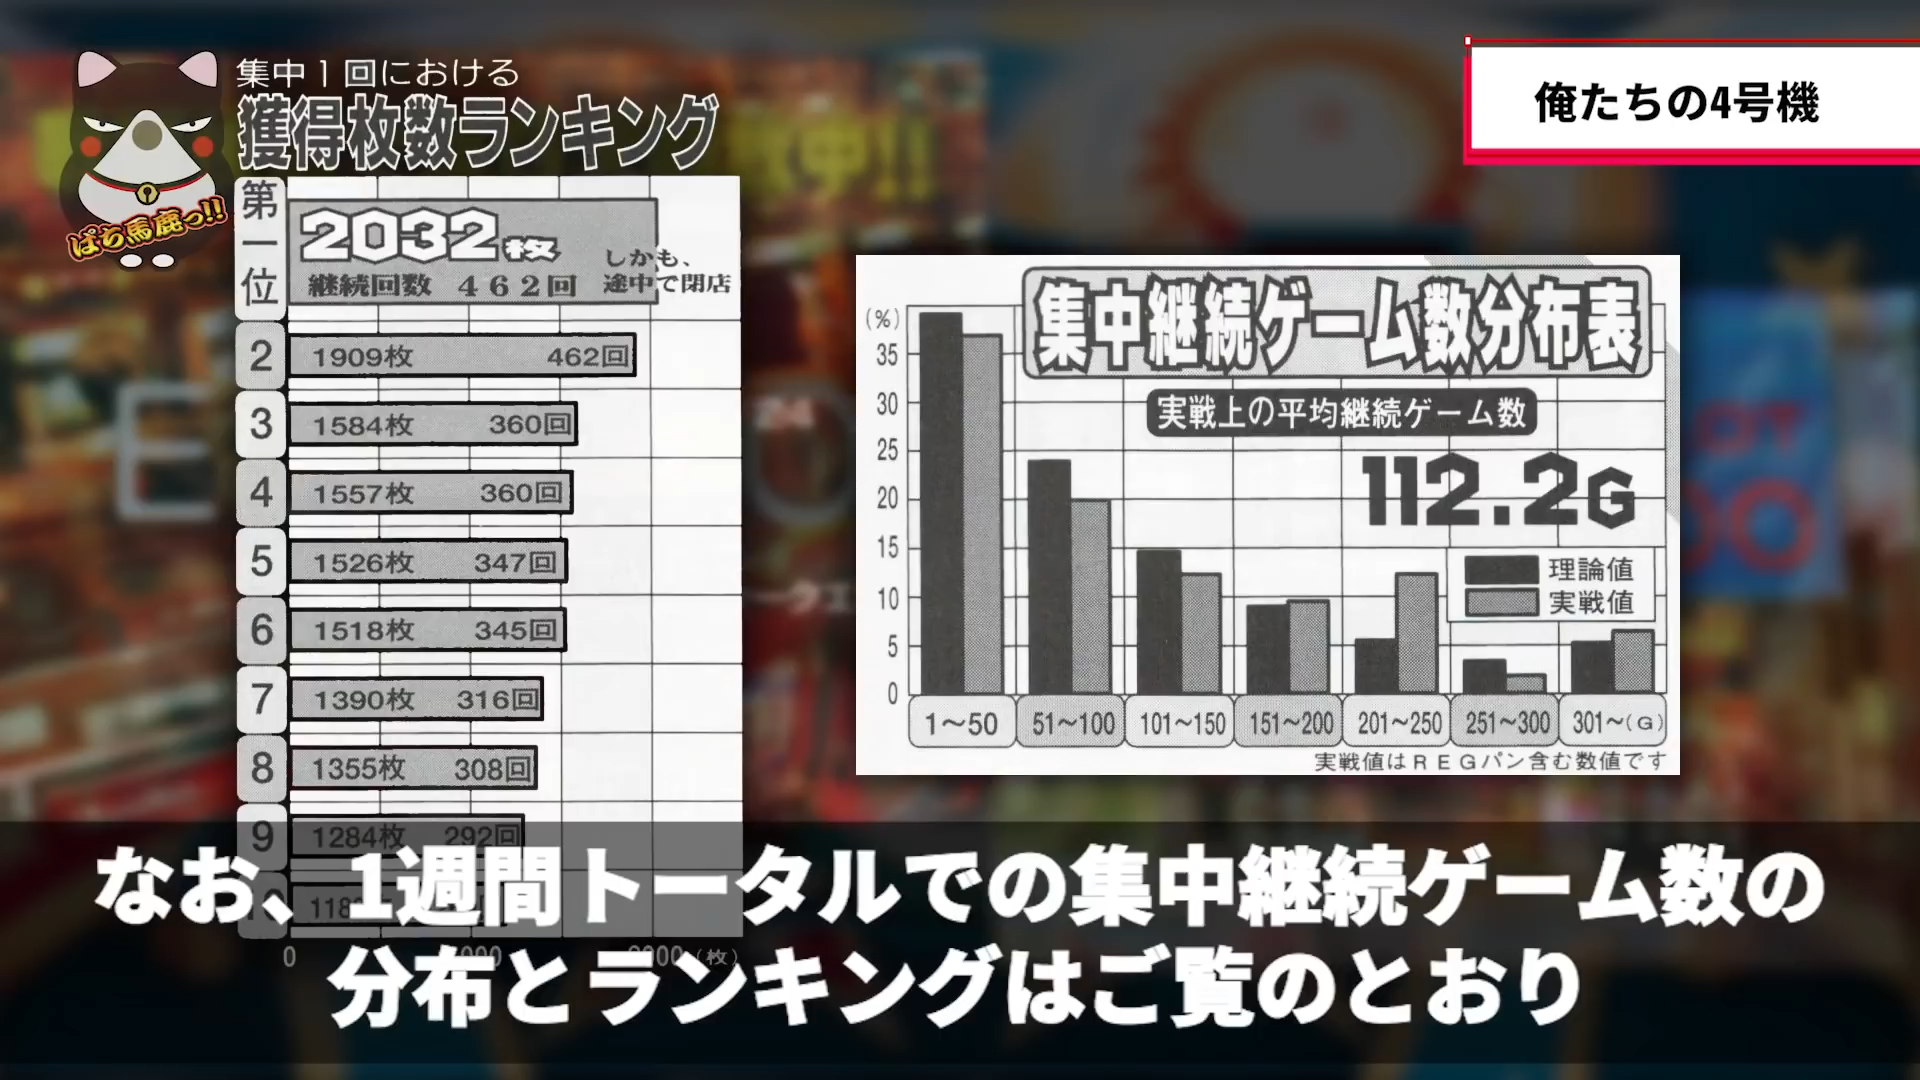 集中1回における
獲得枚数ランキング
ぱち馬鹿っ!!
俺たちの4号機
第一位
2032枚
継続回数 462回
しかも、
途中で閉店
2 1909枚 462回
3 1584枚 360回
4 1557枚 360回
5 1526枚 347回
6 1518枚 345回
7 1390枚 316回
8 1355枚 308回
9 1284枚 292回
0
(枚)
集中継続ゲーム数分布表
実戦上の平均継続ゲーム数
112.2G
理論値
実戦値
(%)
35
30
25
20
15
10
5
0
1〜50 51〜100 101〜150 151〜200 201〜250 251〜300 301〜(G)
実戦値はREGパン含む数値です
なお、1週間トータルでの集中継続ゲーム数の
分布とランキングはご覧のとおり